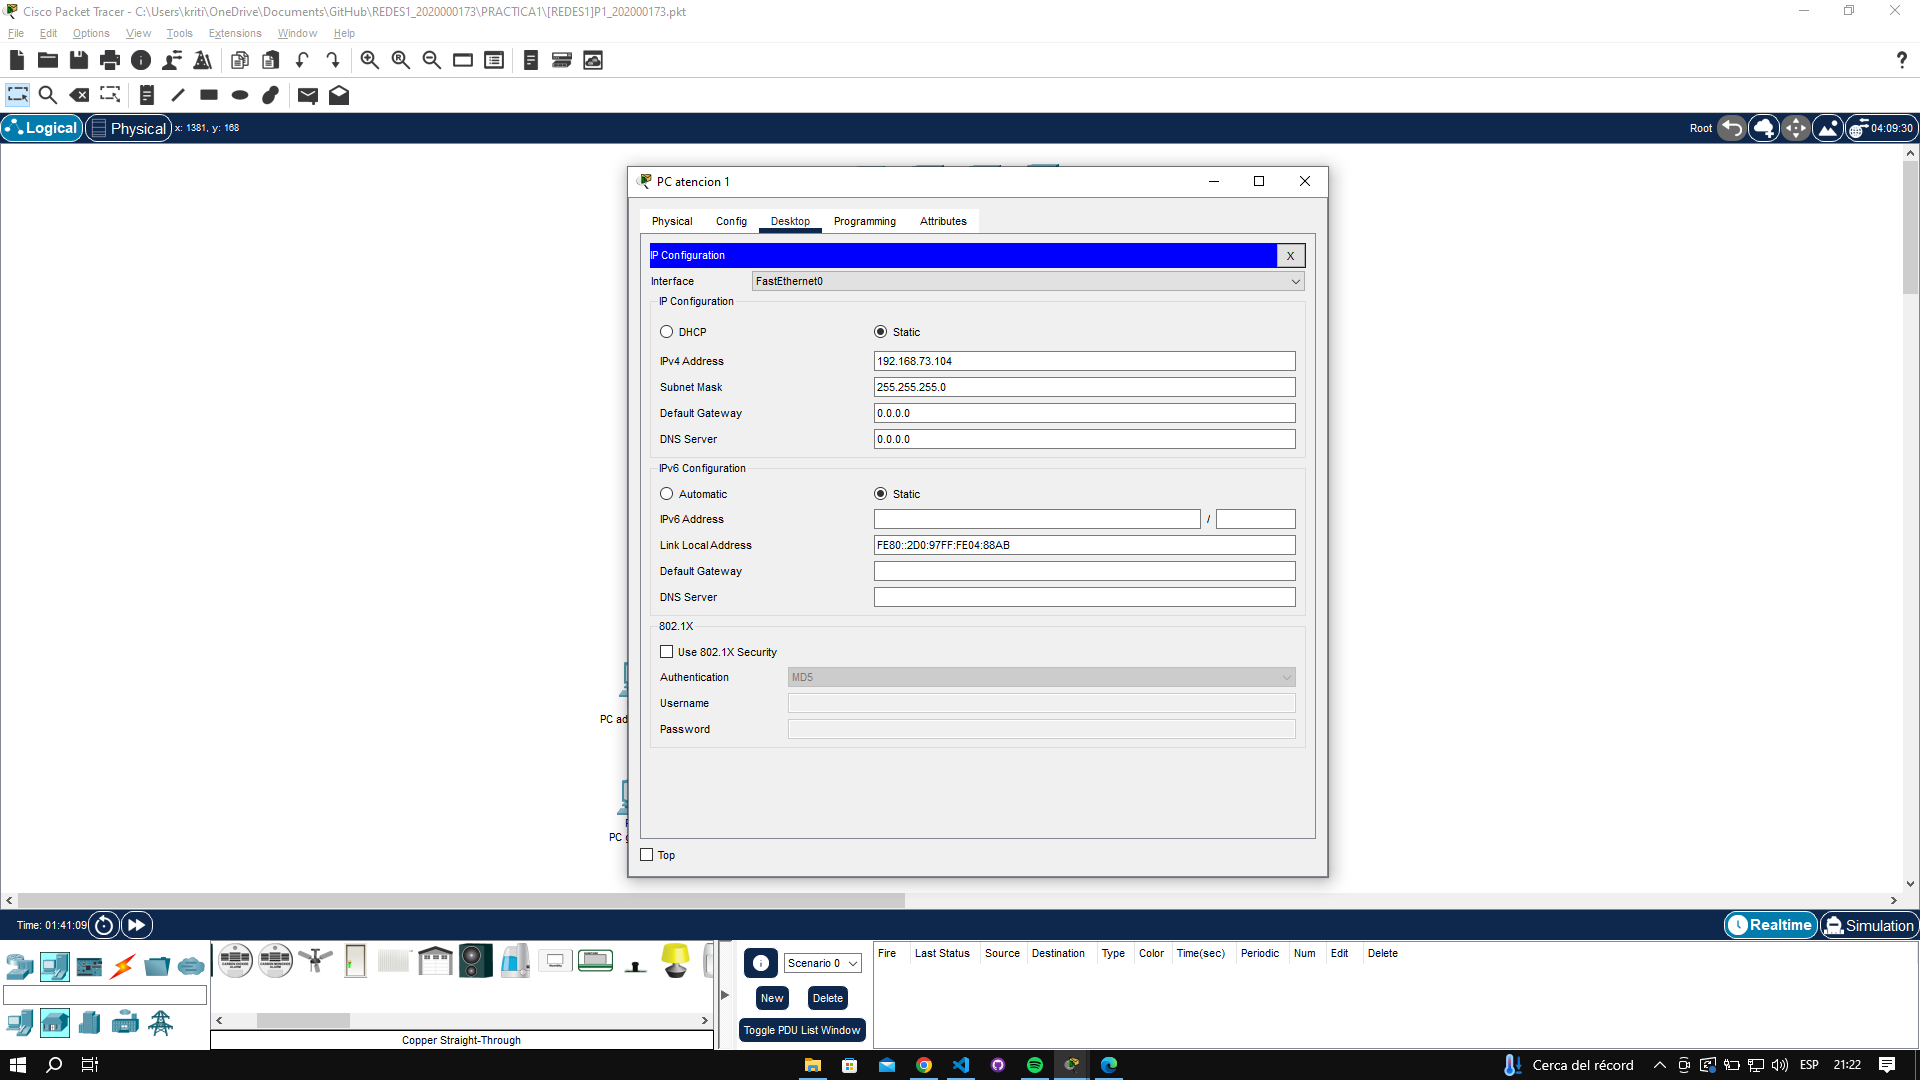 Cisco Packet Tracer - C:\Users\kriti\OneDrive\Documents\GitHub\REDES1_2020000173\PRACTICA1\[REDES1]P1_202000173.pkt
File Edit Options View Tools Extensions Window Help
Logical Physical x: 1381, y: 168 Root 04:09:30
PC atencion 1
Physical Config Desktop Programming Attributes
IP Configuration X
Interface FastEthernet0
IP Configuration
DHCP Static
IPv4 Address 192.168.73.104
Subnet Mask 255.255.255.0
Default Gateway 0.0.0.0
DNS Server 0.0.0.0
IPv6 Configuration
Automatic Static
IPv6 Address /
Link Local Address FE80::2D0:97FF:FE04:88AB
Default Gateway
DNS Server
802.1X
Use 802.1X Security
Authentication MD5
PC ad
Username
Password
PC g
Top
Time: 01:41:09 Realtime Simulation
Scenario 0
Fire Last Status Source Destination Type Color Time(sec) Periodic Num Edit Delete
New Delete
Toggle PDU List Window
Copper Straight-Through
Cerca del récord ESP 21:22